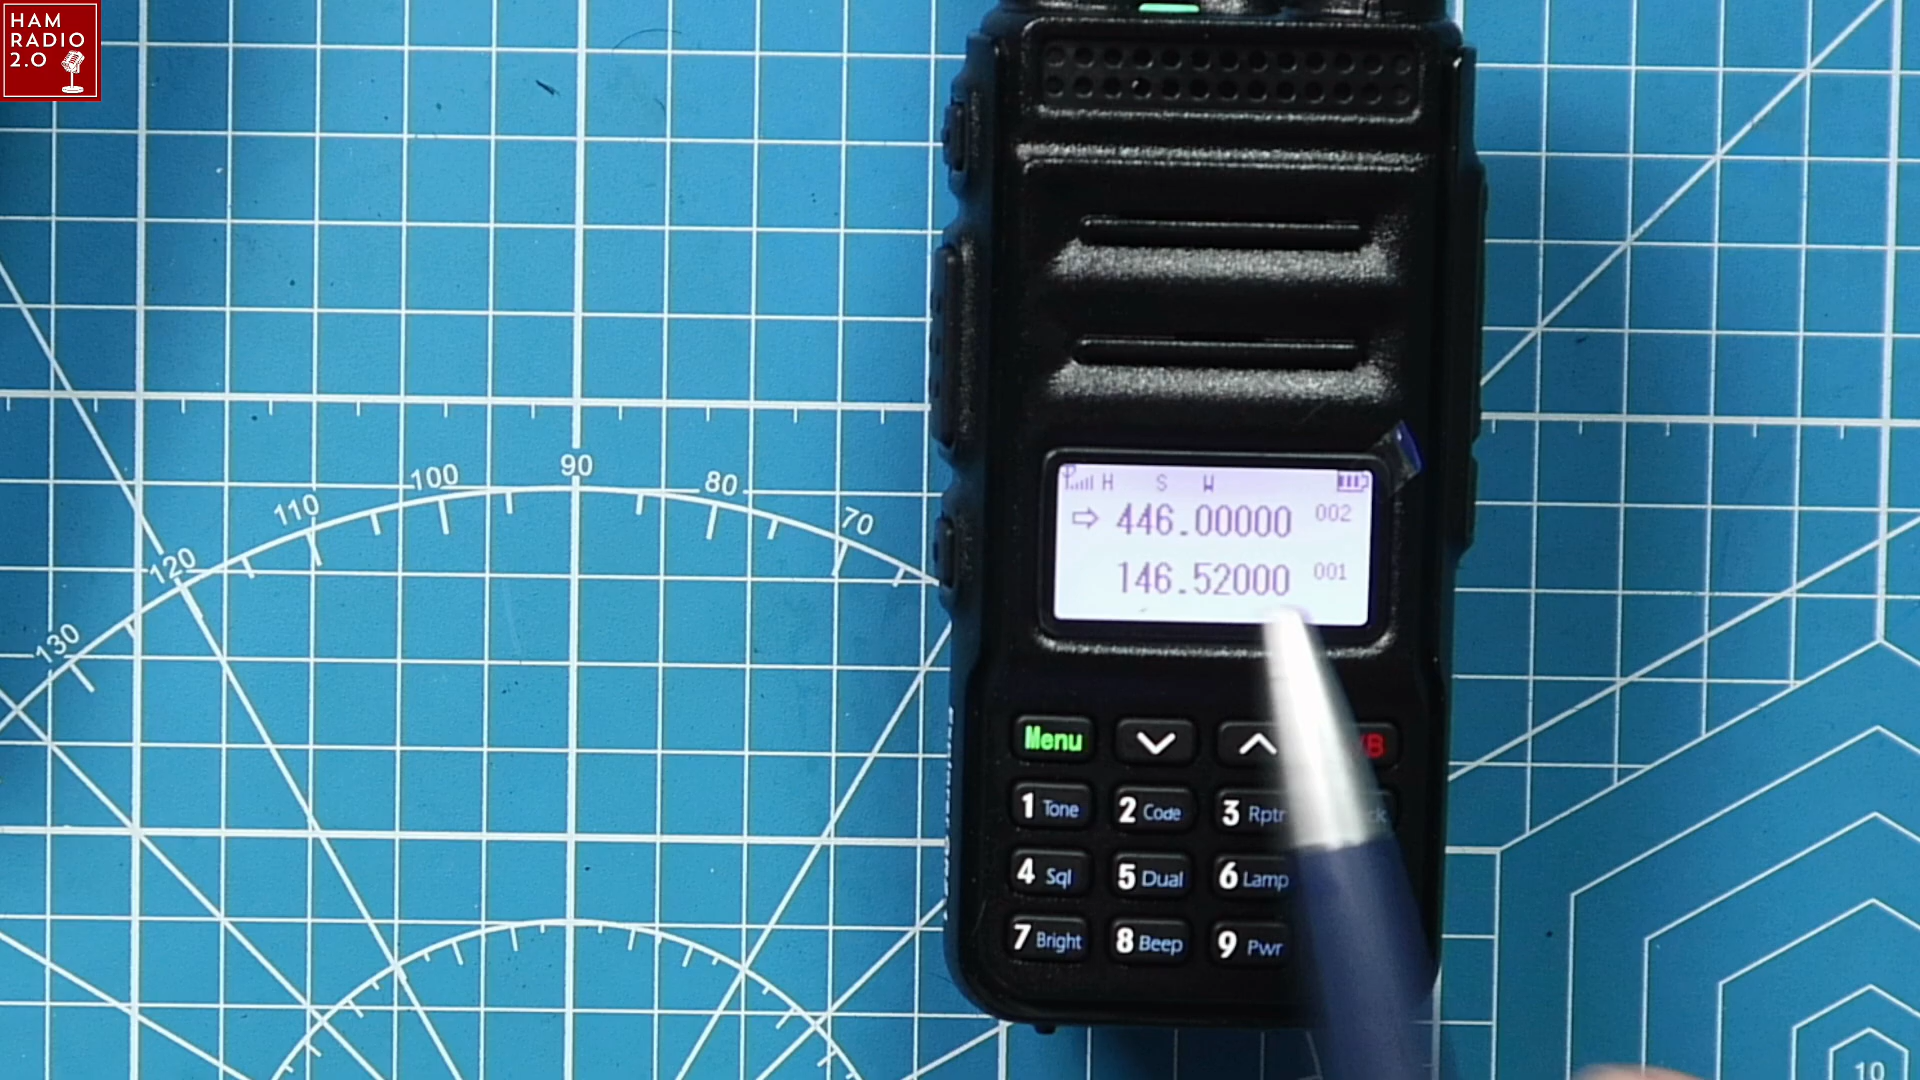 HAM
RADIO
2.0
H S W
446.00000 002
146.52000 001
Menu
1 Tone 2 Code 3 Rptr
4 Sql 5 Dual 6 Lamp
7 Bright 8 Beep 9 Pwr
130
120
110
100
90
80
70
10